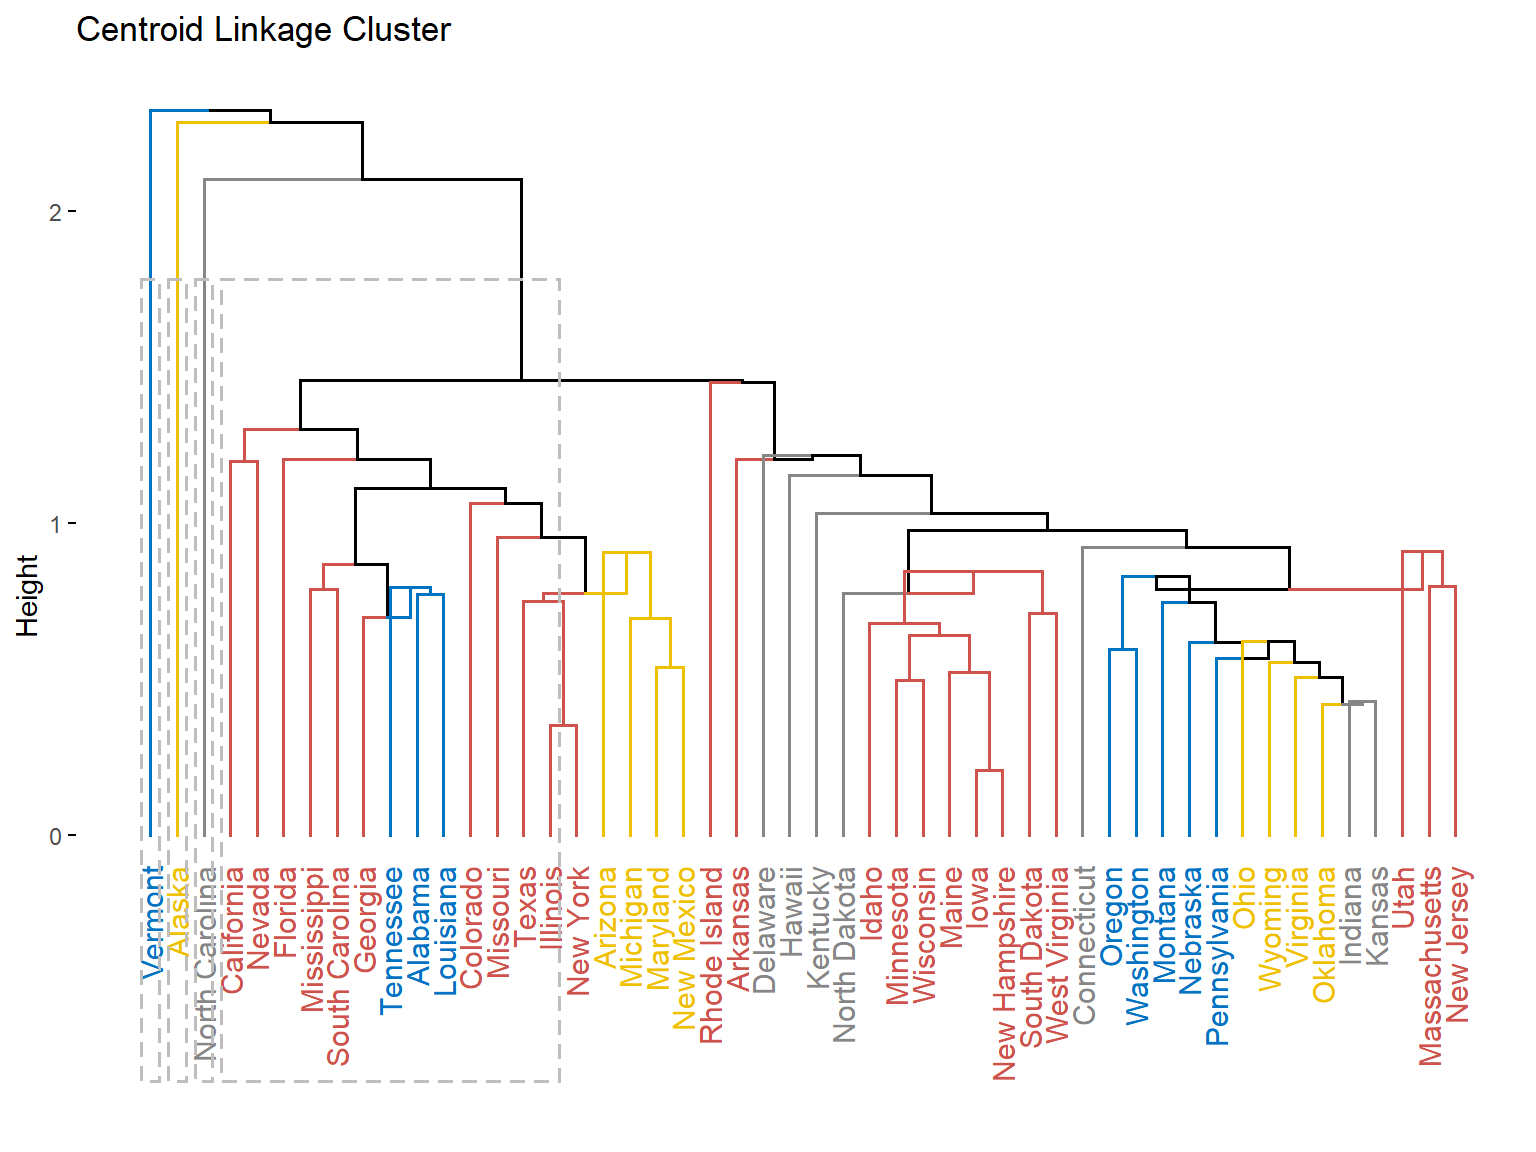 Centroid Linkage Cluster
Height
2
1
0
Vermont
Alaska
North Carolina
California
Nevada
Florida
Mississippi
South Carolina
Georgia
Tennessee
Alabama
Louisiana
Colorado
Missouri
Texas
Illinois
New York
Arizona
Michigan
Maryland
New Mexico
Rhode Island
Arkansas
Delaware
Hawaii
Kentucky
North Dakota
Idaho
Minnesota
Wisconsin
Maine
Iowa
New Hampshire
South Dakota
West Virginia
Connecticut
Oregon
Washington
Montana
Nebraska
Pennsylvania
Ohio
Wyoming
Virginia
Oklahoma
Indiana
Kansas
Utah
Massachusetts
New Jersey